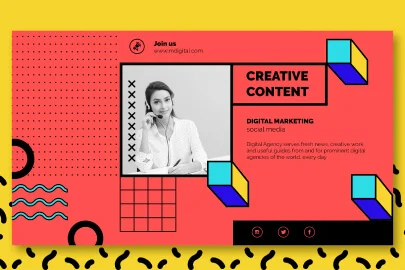 Join us
www.mdigital.com
CREATIVE
CONTENT
DIGITAL MARKETING
social media
Digital Agency serves fresh news, creative work
and useful guides from and for prominent digital
agencies of the world, every day